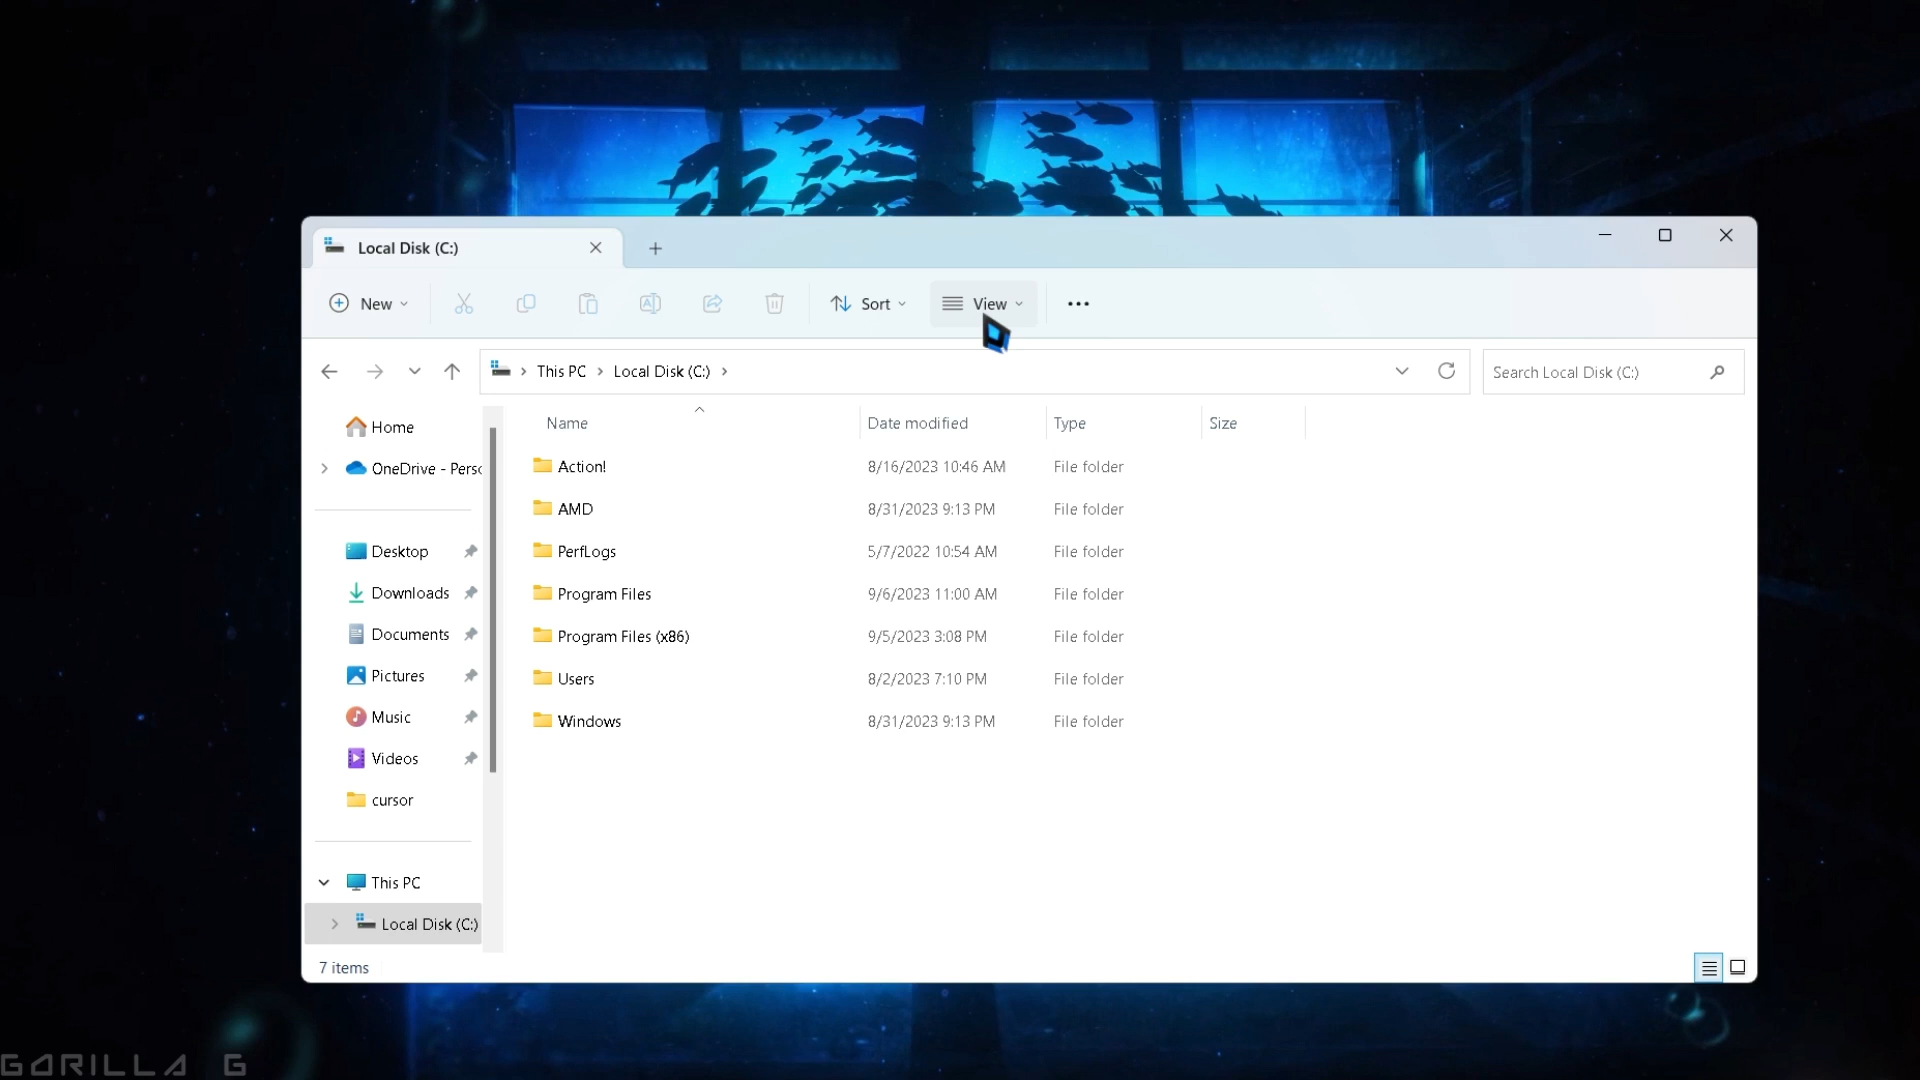 Local Disk (C:)
New
Sort
View
This PC
Local Disk (C:)
Search Local Disk (C:)
Home
OneDrive - Perso
Desktop
Downloads
Documents
Pictures
Music
Videos
cursor
This PC
Local Disk (C:)
Name Date modified Type Size
Action! 8/16/2023 10:46 AM File folder
AMD 8/31/2023 9:13 PM File folder
PerfLogs 5/7/2022 10:54 AM File folder
Program Files 9/6/2023 11:00 AM File folder
Program Files (x86) 9/5/2023 3:08 PM File folder
Users 8/2/2023 7:10 PM File folder
Windows 8/31/2023 9:13 PM File folder
7 items
GORILLA G